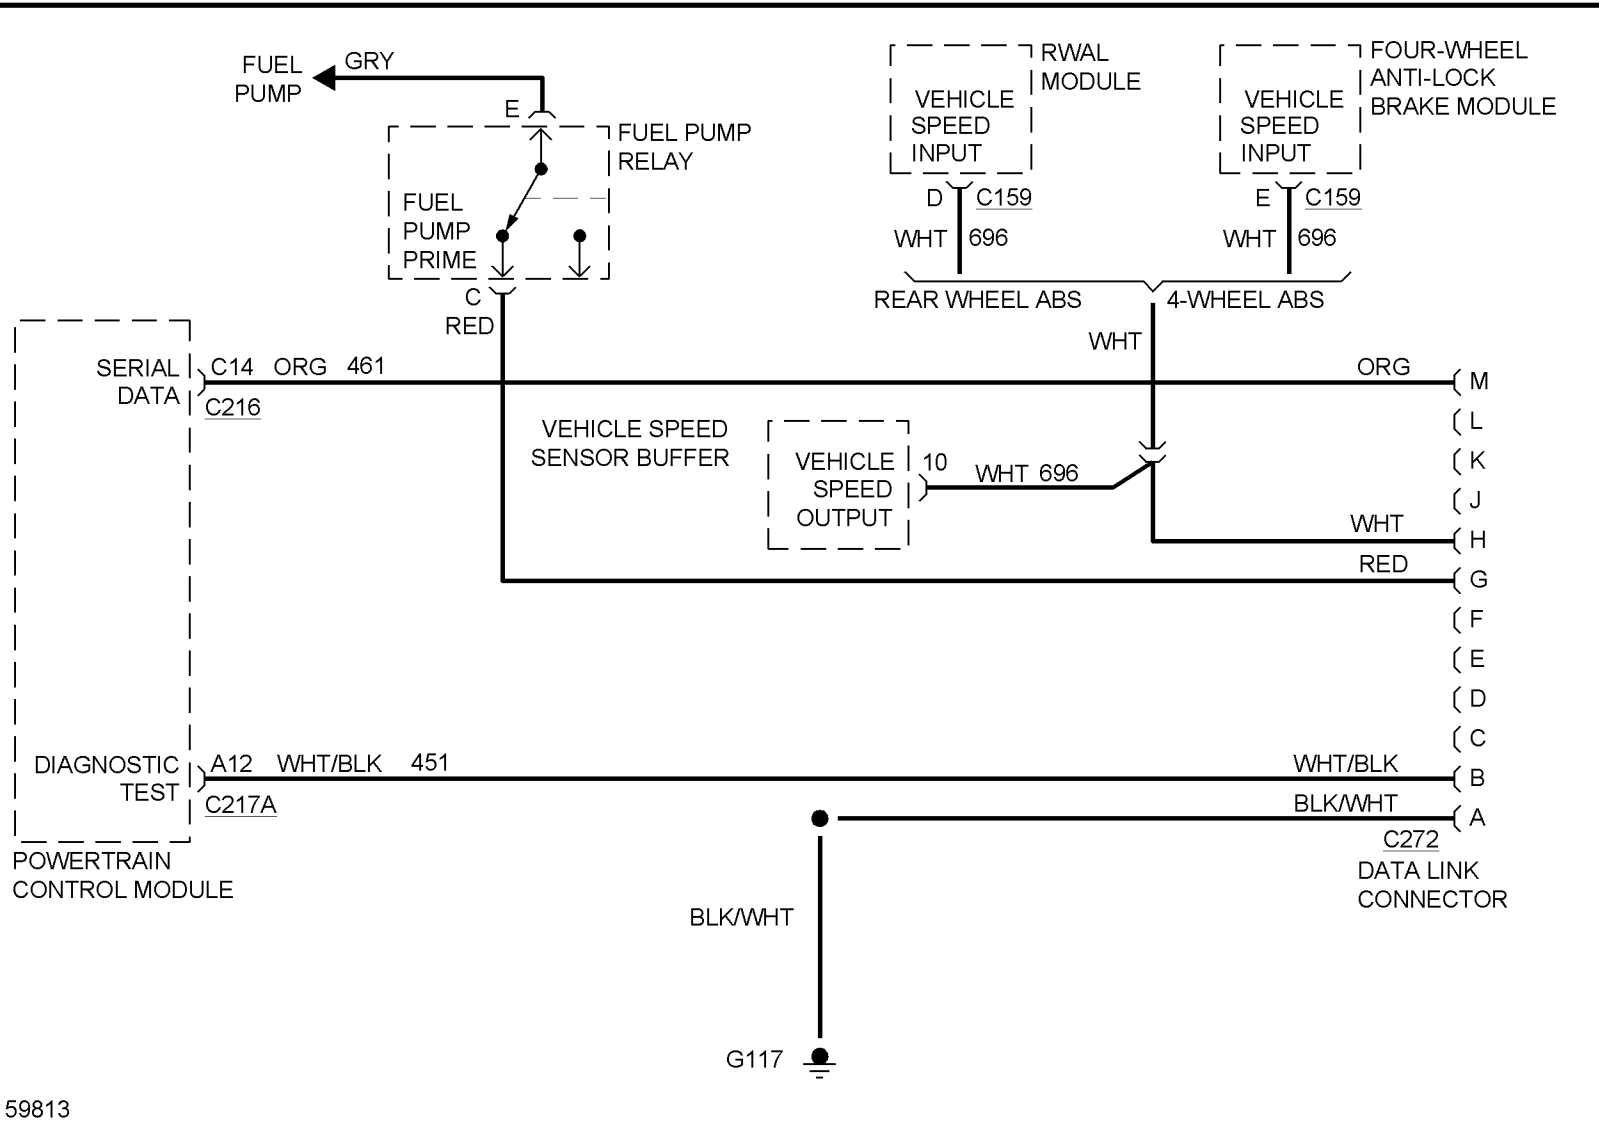 FUEL
PUMP
GRY
E
FUEL PUMP
RELAY
FUEL
PUMP
PRIME
C
RED
RWAL
MODULE
VEHICLE
SPEED
INPUT
D C159
WHT 696
FOUR-WHEEL
ANTI-LOCK
BRAKE MODULE
VEHICLE
SPEED
INPUT
E C159
WHT 696
REAR WHEEL ABS
4-WHEEL ABS
WHT
SERIAL
DATA
C14 ORG 461
C216
ORG
M
L
K
J
VEHICLE SPEED
SENSOR BUFFER
VEHICLE
SPEED
OUTPUT
10
WHT 696
WHT
H
RED
G
F
E
D
C
DIAGNOSTIC
TEST
A12 WHT/BLK 451
C217A
WHT/BLK
B
BLK/WHT
A
C272
DATA LINK
CONNECTOR
POWERTRAIN
CONTROL MODULE
BLK/WHT
G117
59813